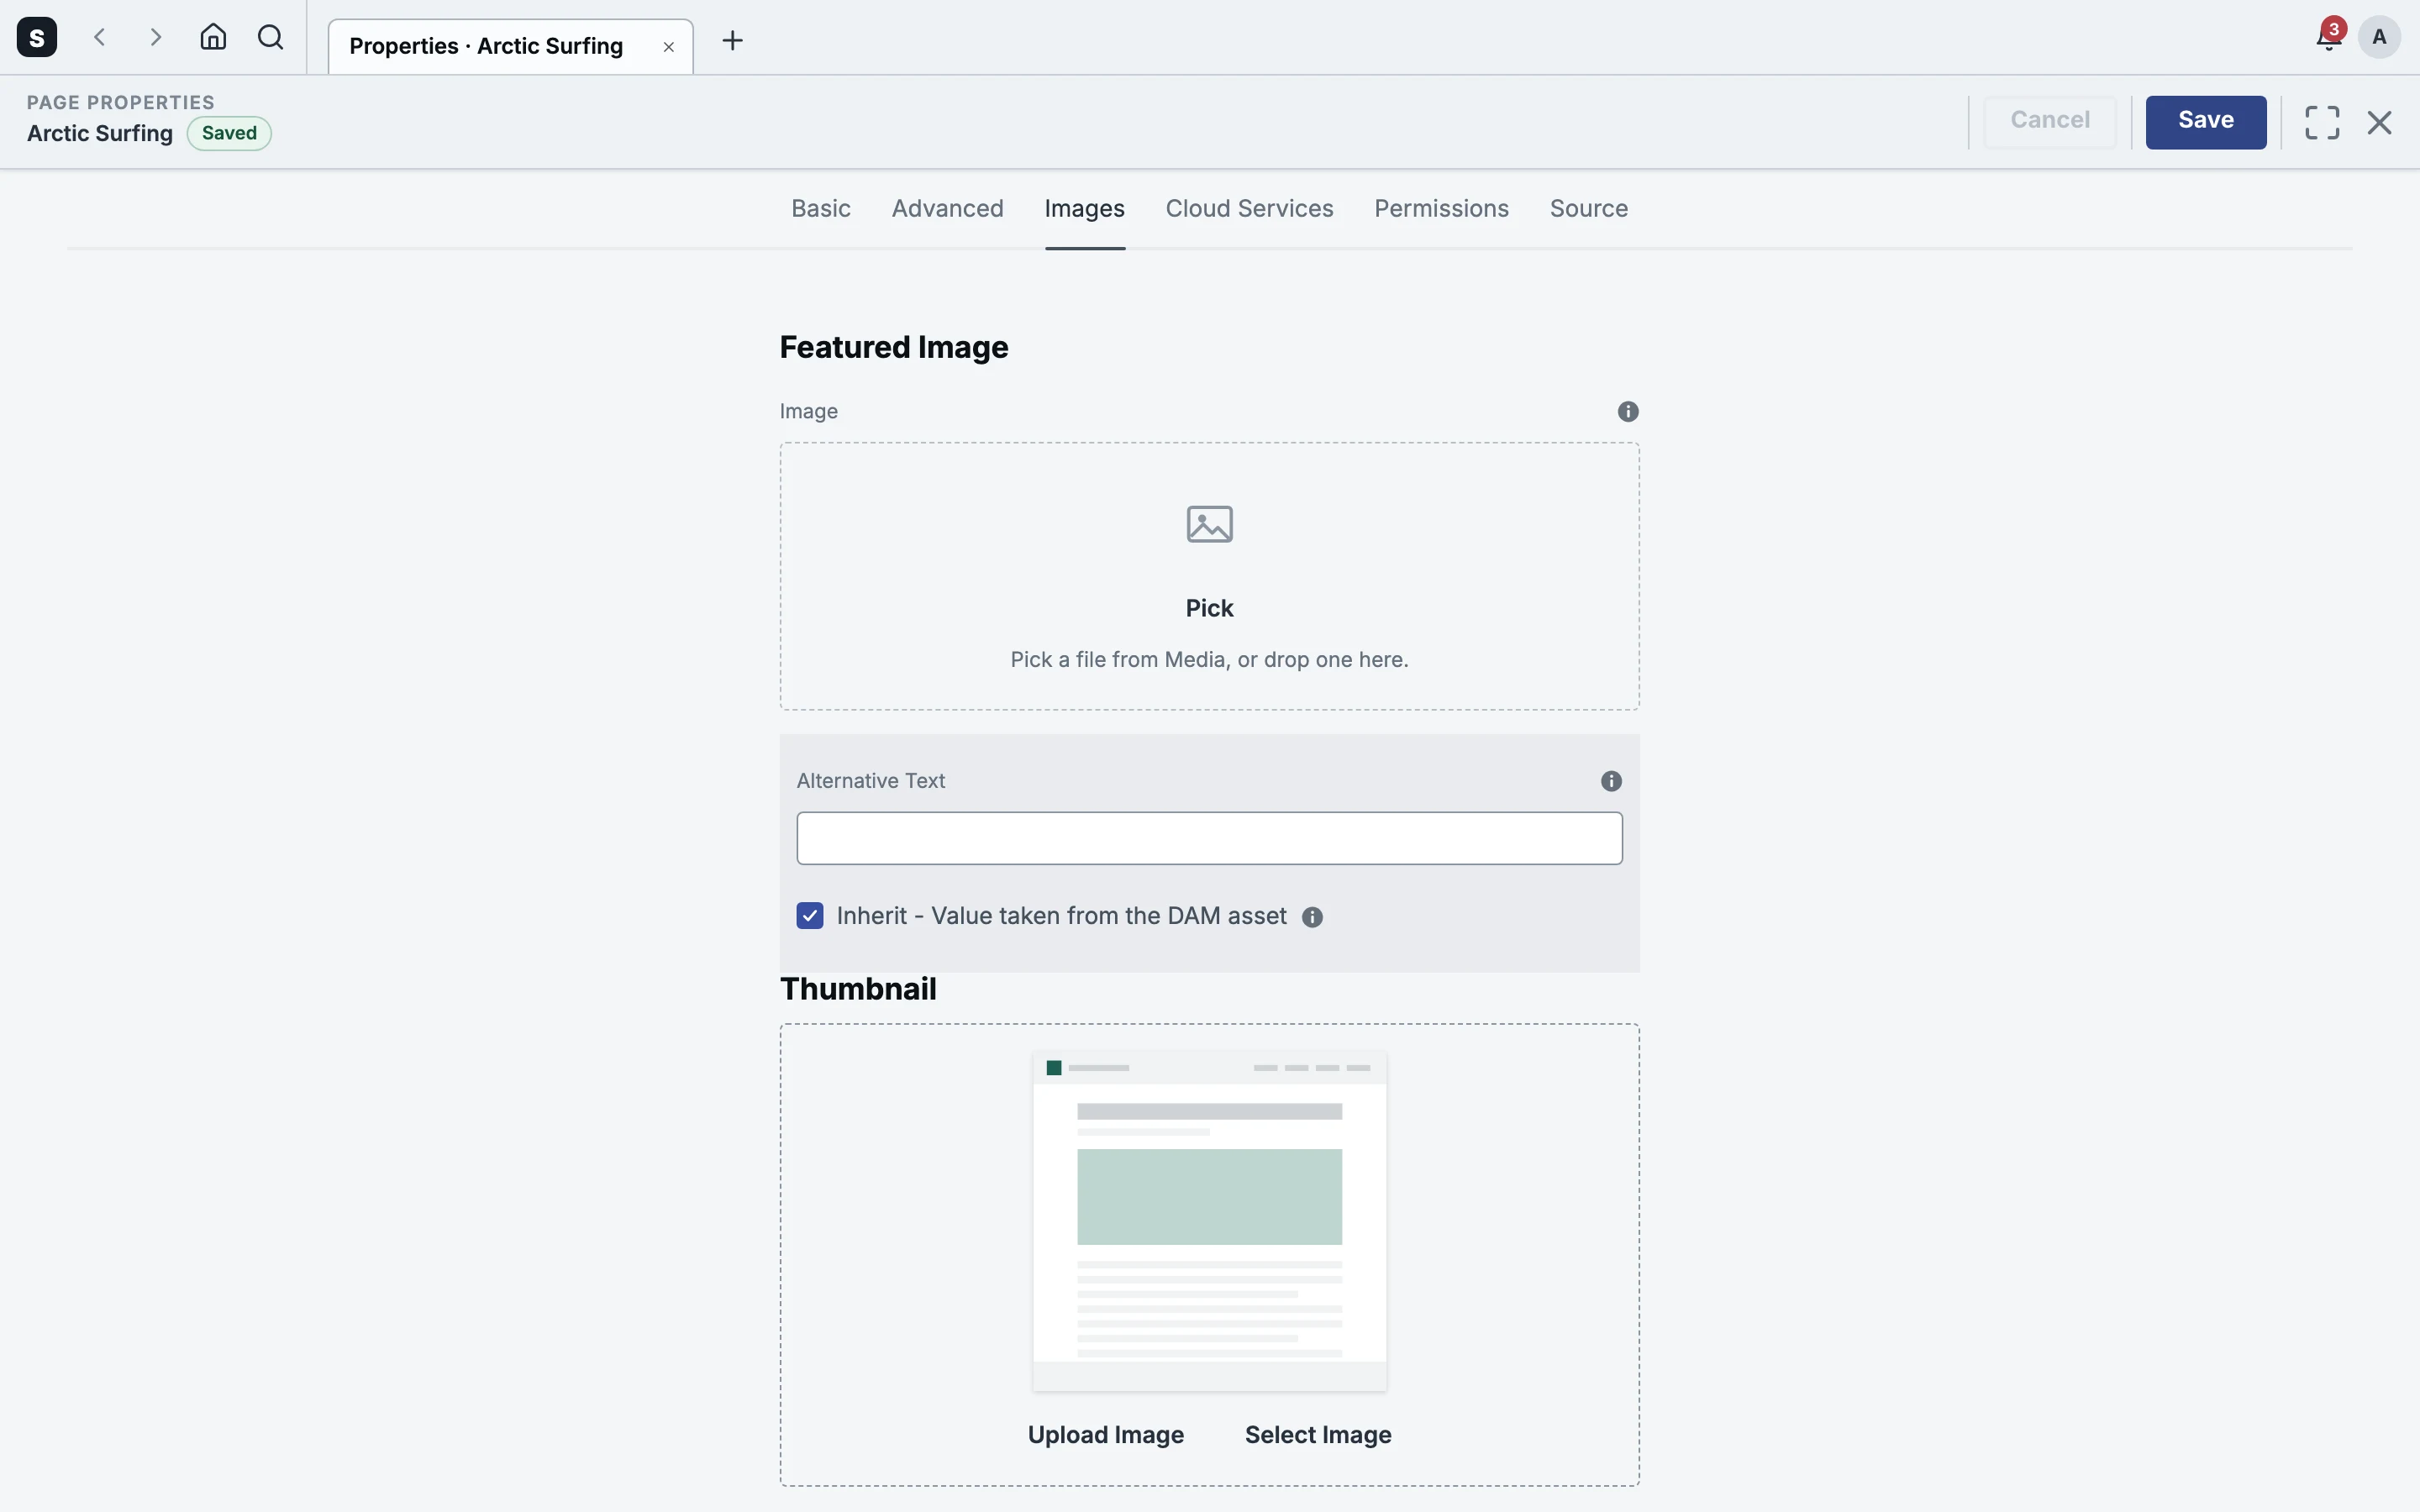 S
Properties · Arctic Surfing
3
A
PAGE PROPERTIES
Arctic Surfing
Saved
Cancel
Save
Basic
Advanced
Images
Cloud Services
Permissions
Source
Featured Image
Image
Pick
Pick a file from Media, or drop one here.
Alternative Text
Inherit - Value taken from the DAM asset
Thumbnail
Upload Image
Select Image